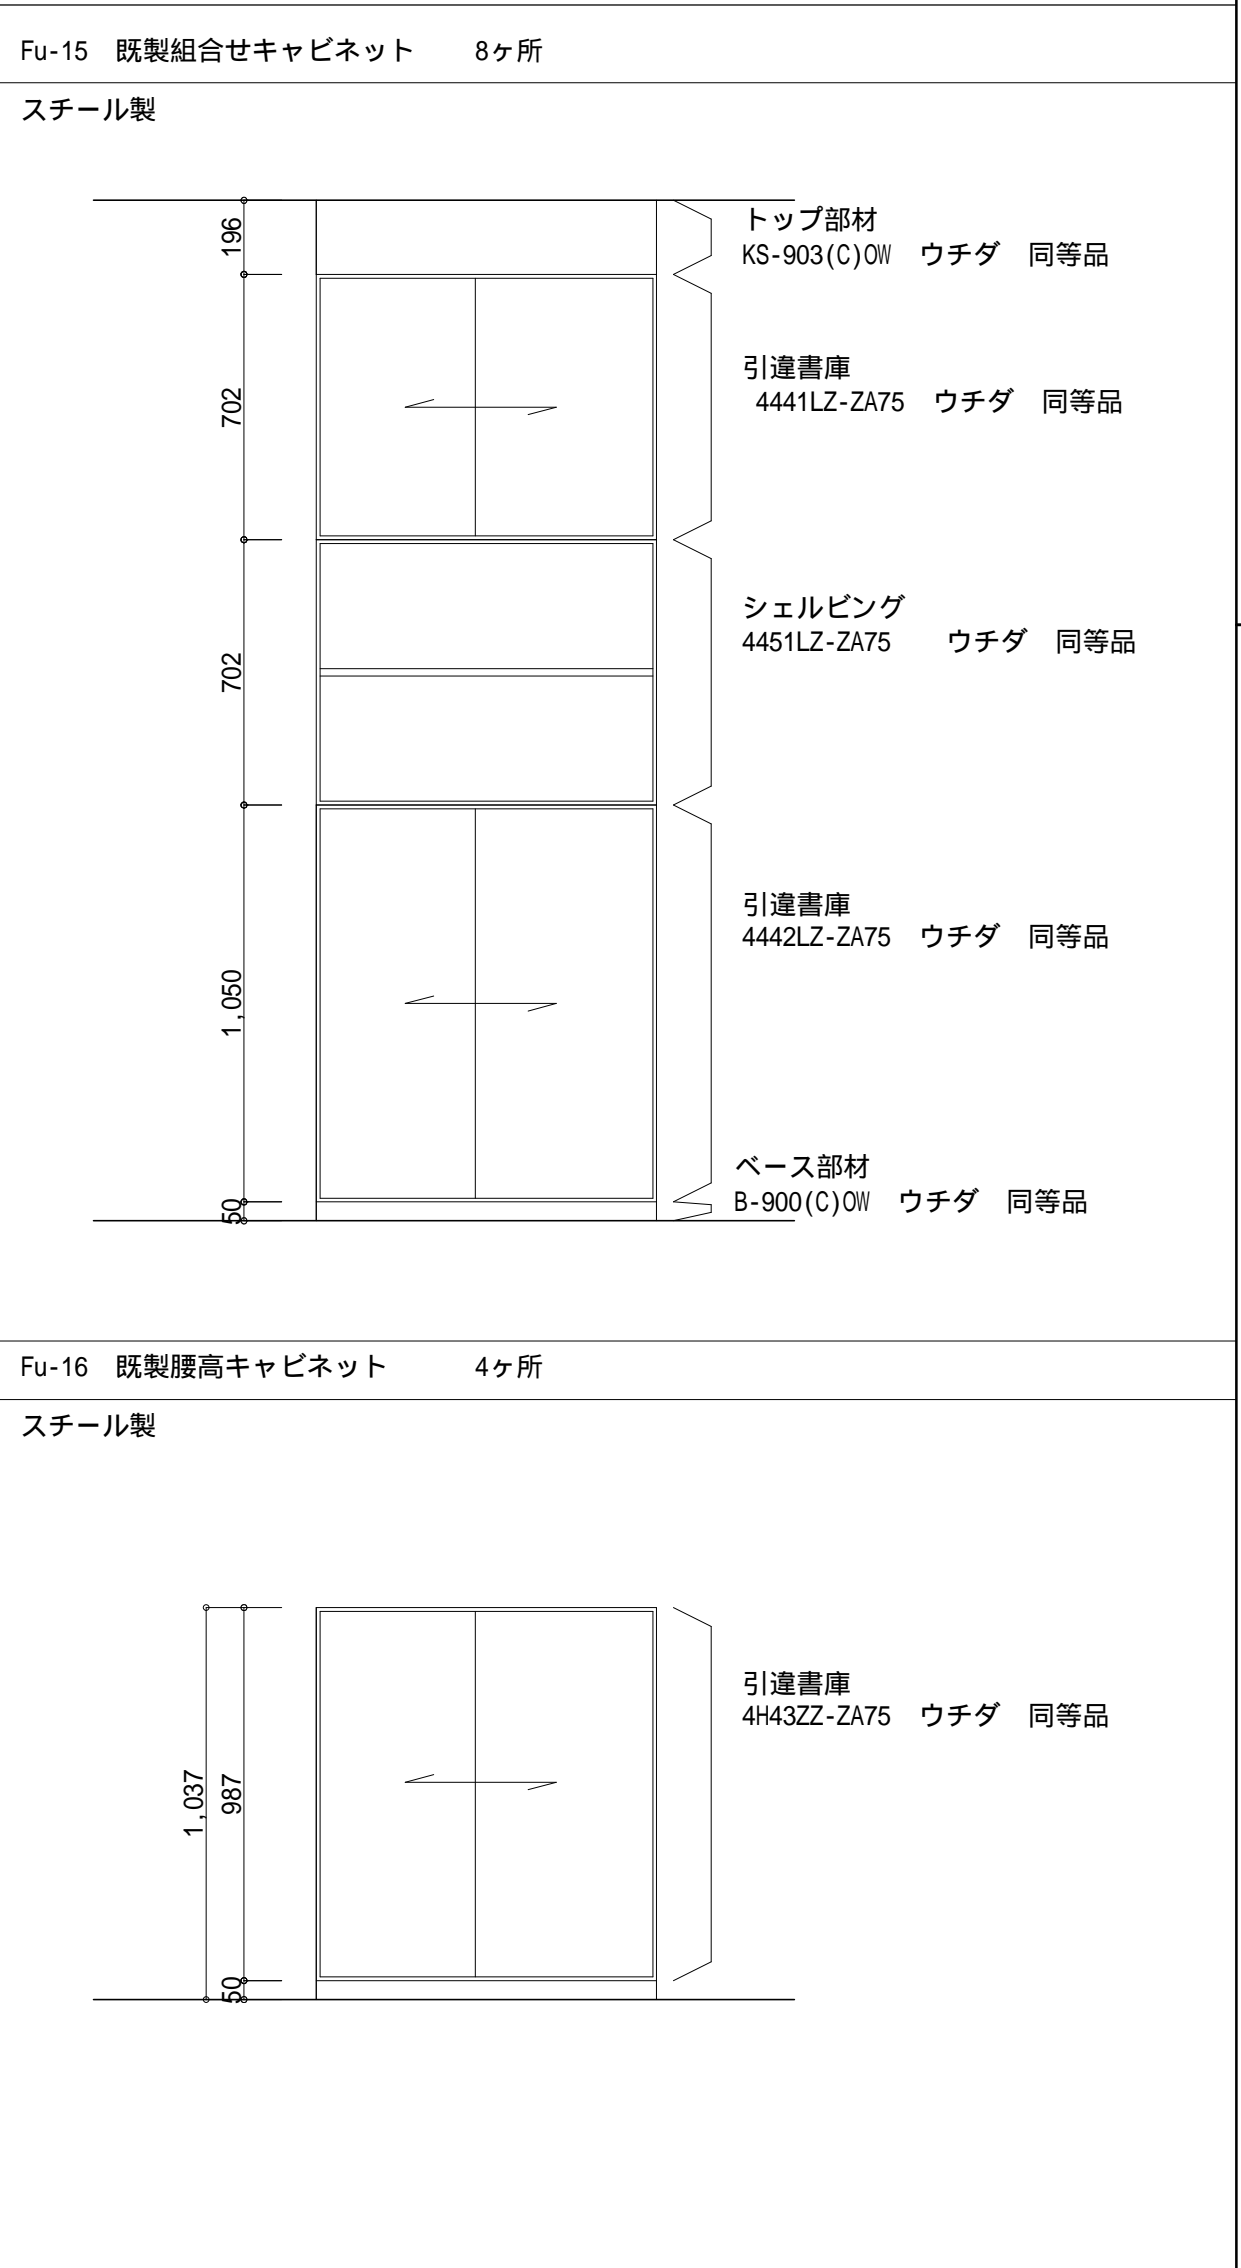 Fu-15　既製組合せキャビネット　8ヶ所
スチール製
196
トップ部材
KS-903(C)OW　ウチダ　同等品
702
引違書庫
4441LZ-ZA75　ウチダ　同等品
702
シェルビング
4451LZ-ZA75　ウチダ　同等品
1,050
引違書庫
4442LZ-ZA75　ウチダ　同等品
50
ベース部材
B-900(C)OW　ウチダ　同等品
Fu-16　既製腰高キャビネット　4ヶ所
スチール製
引違書庫
4H43ZZ-ZA75　ウチダ　同等品
1,037
987
50